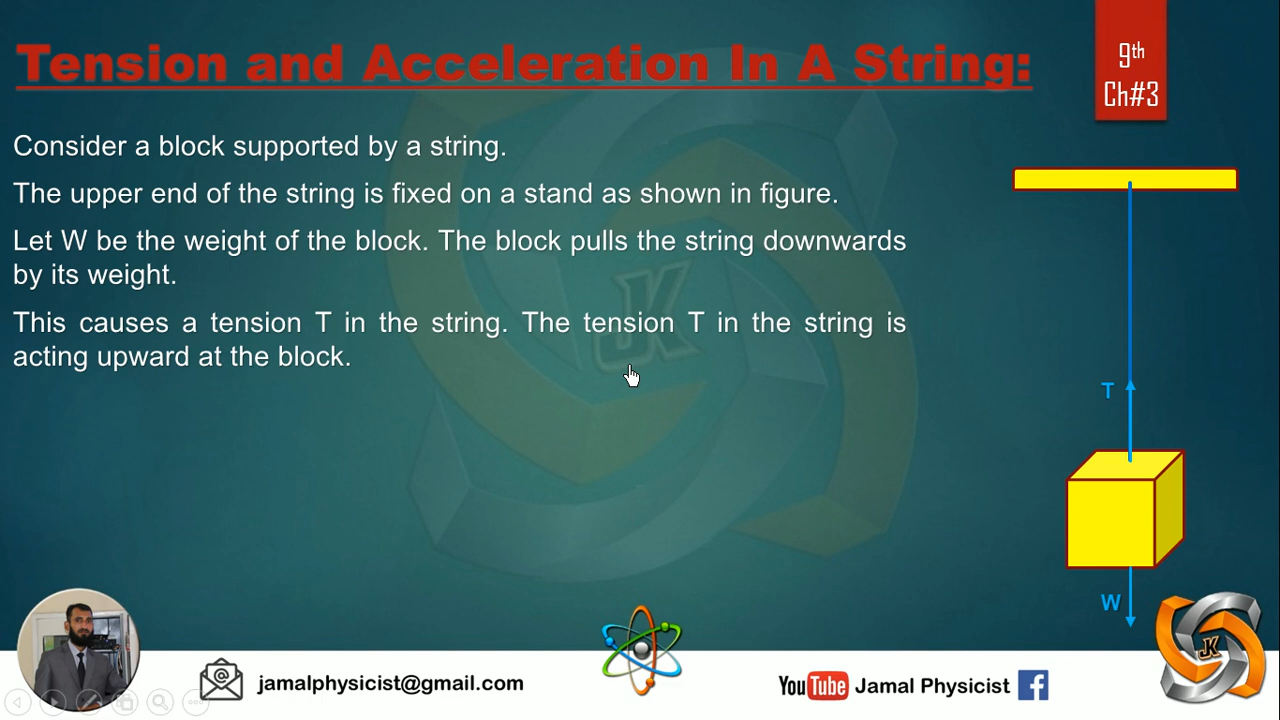 Tension and Acceleration In A String:
9th
Ch#3
Consider a block supported by a string.
The upper end of the string is fixed on a stand as shown in figure.
Let W be the weight of the block. The block pulls the string downwards
by its weight.
This causes a tension T in the string. The tension T in the string is
acting upward at the block.
JK
T
W
JK
jamalphysicist@gmail.com
YouTube Jamal Physicist f